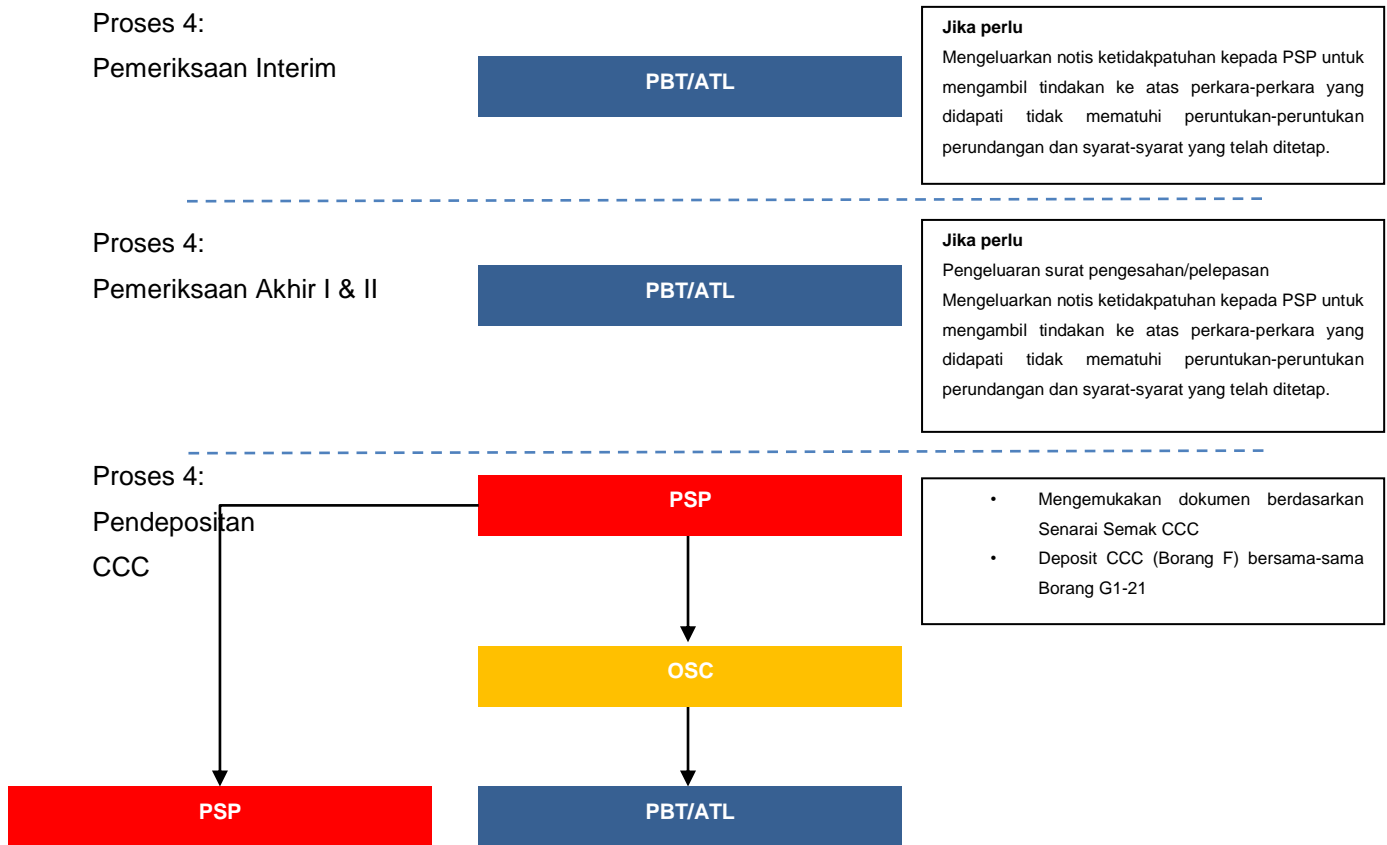 Proses 4:
Pemeriksaan Interim
PBT/ATL
Jika perlu
Mengeluarkan notis ketidakpatuhan kepada PSP untuk
mengambil tindakan ke atas perkara-perkara yang
didapati tidak mematuhi peruntukan-peruntukan
perundangan dan syarat-syarat yang telah ditetap.
Proses 4:
Pemeriksaan Akhir I & II
PBT/ATL
Jika perlu
Pengeluaran surat pengesahan/pelepasan
Mengeluarkan notis ketidakpatuhan kepada PSP untuk
mengambil tindakan ke atas perkara-perkara yang
didapati tidak mematuhi peruntukan-peruntukan
perundangan dan syarat-syarat yang telah ditetap.
Proses 4:
Pendepositan
CCC
PSP
• Mengemukakan dokumen berdasarkan
Senarai Semak CCC
• Deposit CCC (Borang F) bersama-sama
Borang G1-21
OSC
PSP
PBT/ATL